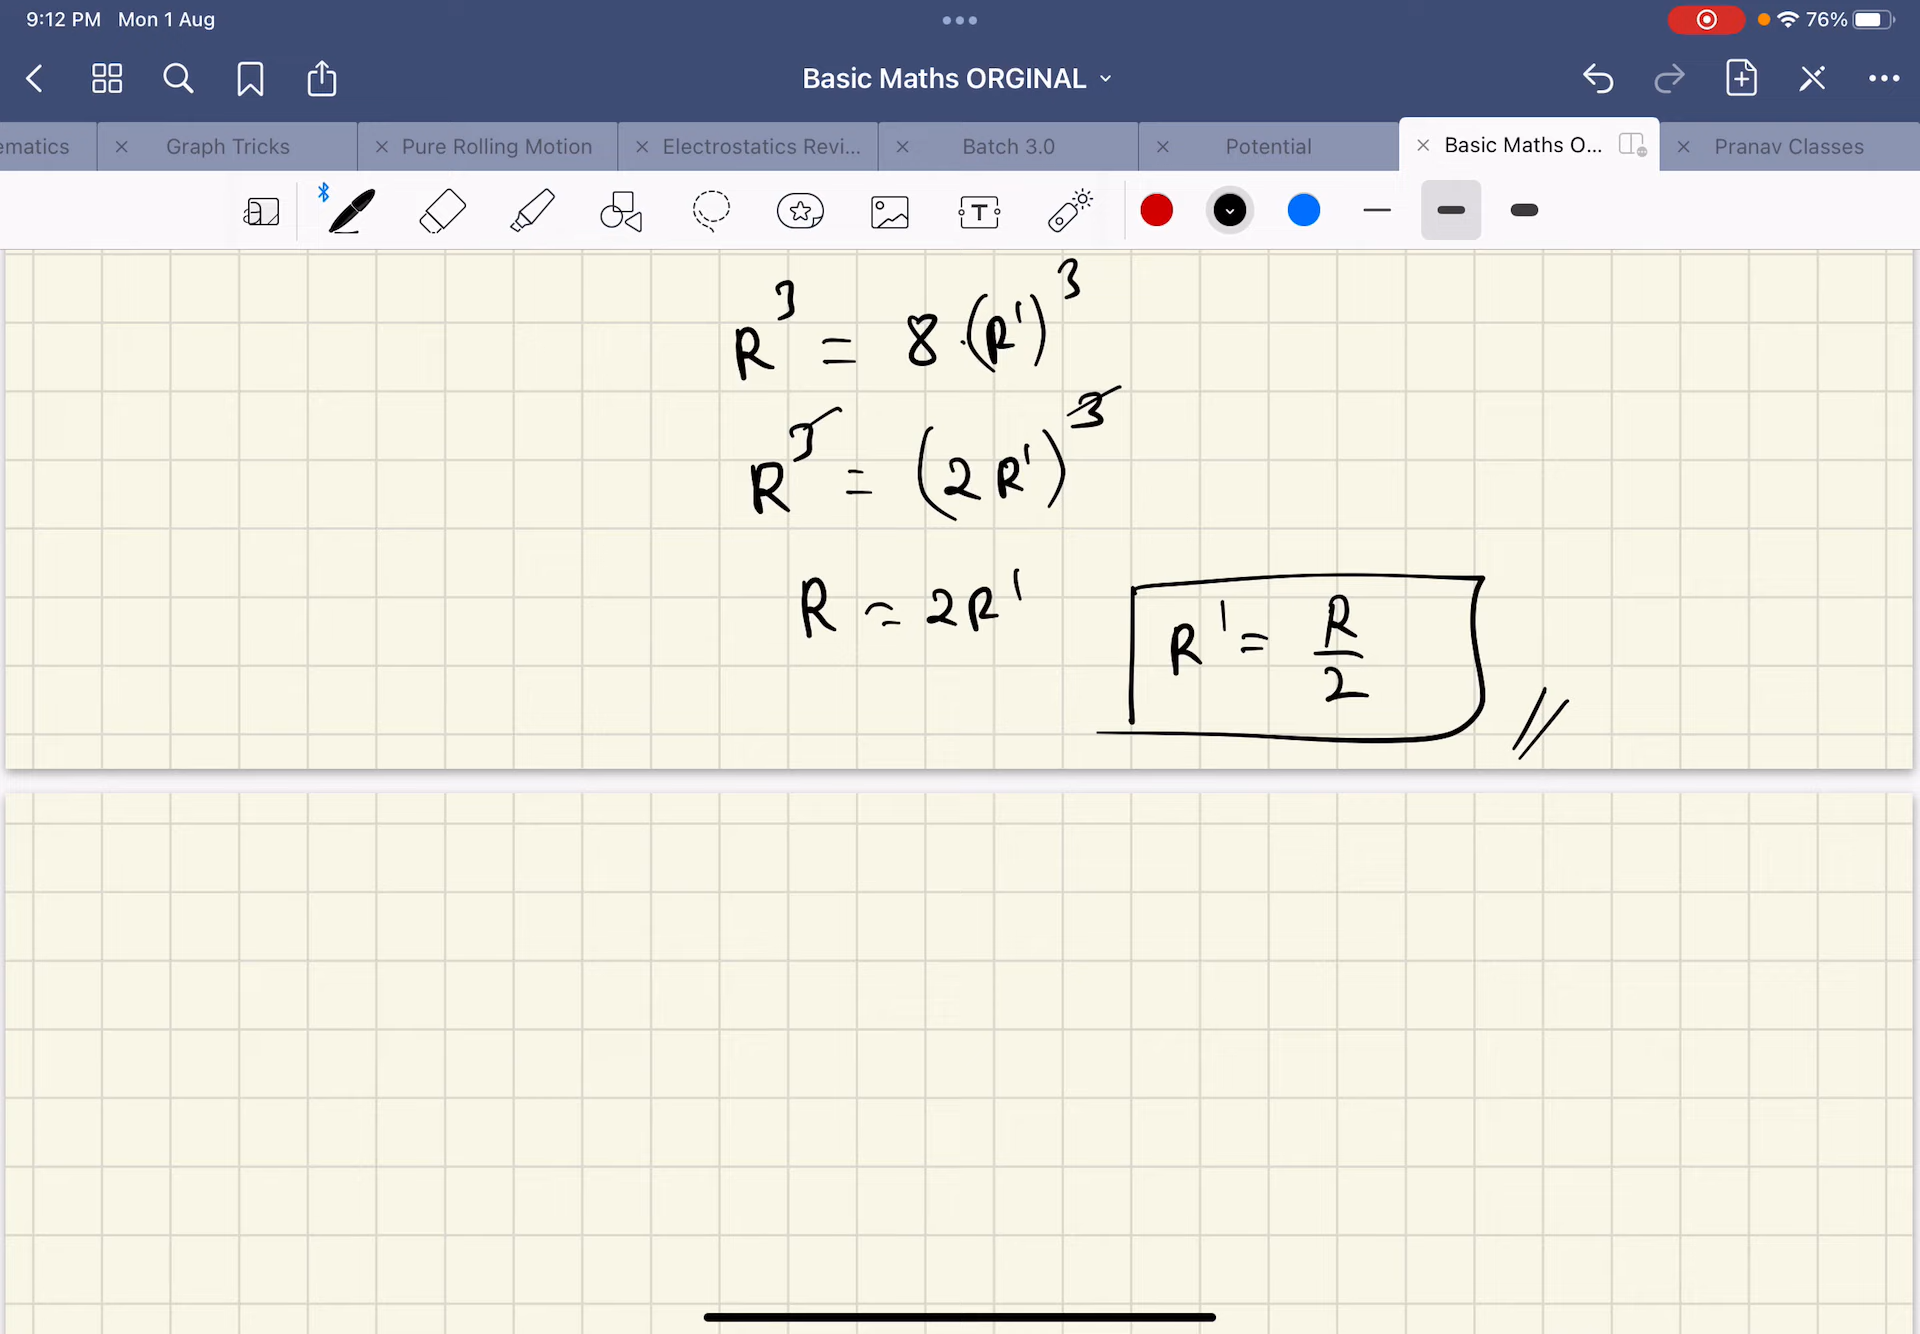 9:12 PM Mon 1 Aug
76%
Basic Maths ORGINAL
ematics
Graph Tricks
Pure Rolling Motion
Electrostatics Revi...
Batch 3.0
Potential
Basic Maths O...
Pranav Classes
R³ = 8.(R')³
R³ = (2R')³
R = 2R'
R' = R/2